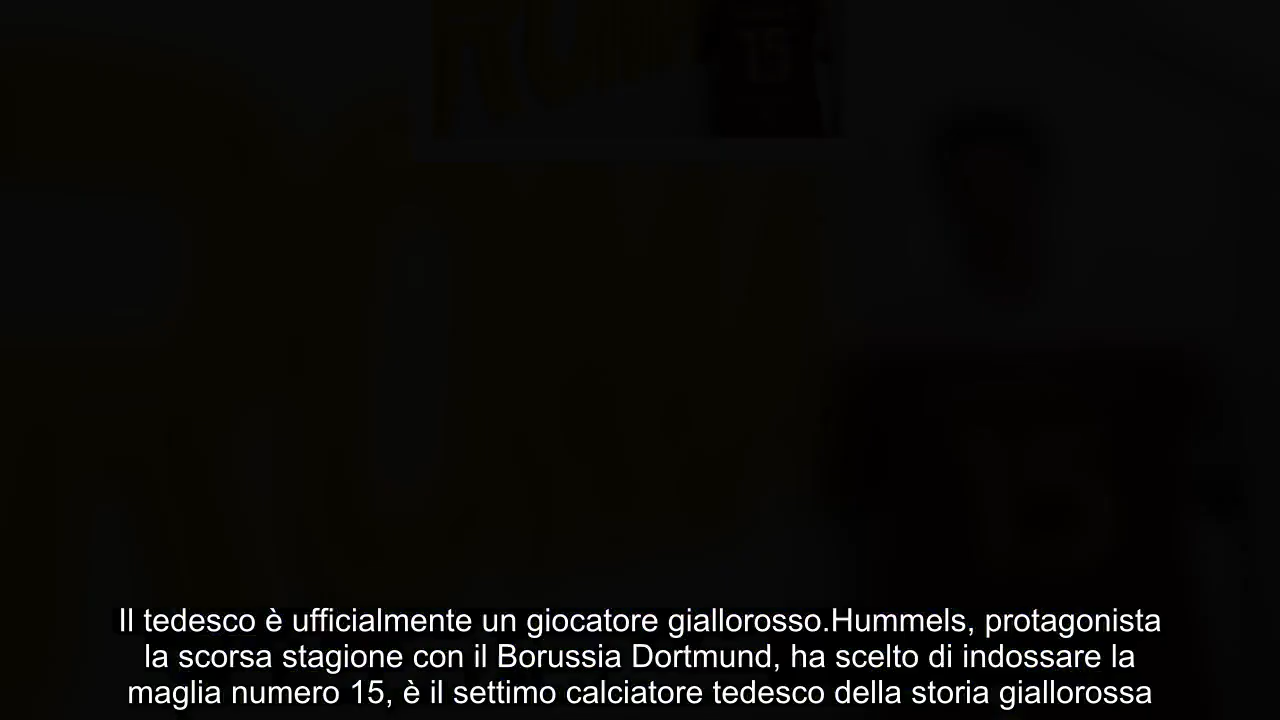 15
Il tedesco è ufficialmente un giocatore giallorosso.Hummels, protagonista
la scorsa stagione con il Borussia Dortmund, ha scelto di indossare la
maglia numero 15, è il settimo calciatore tedesco della storia giallorossa